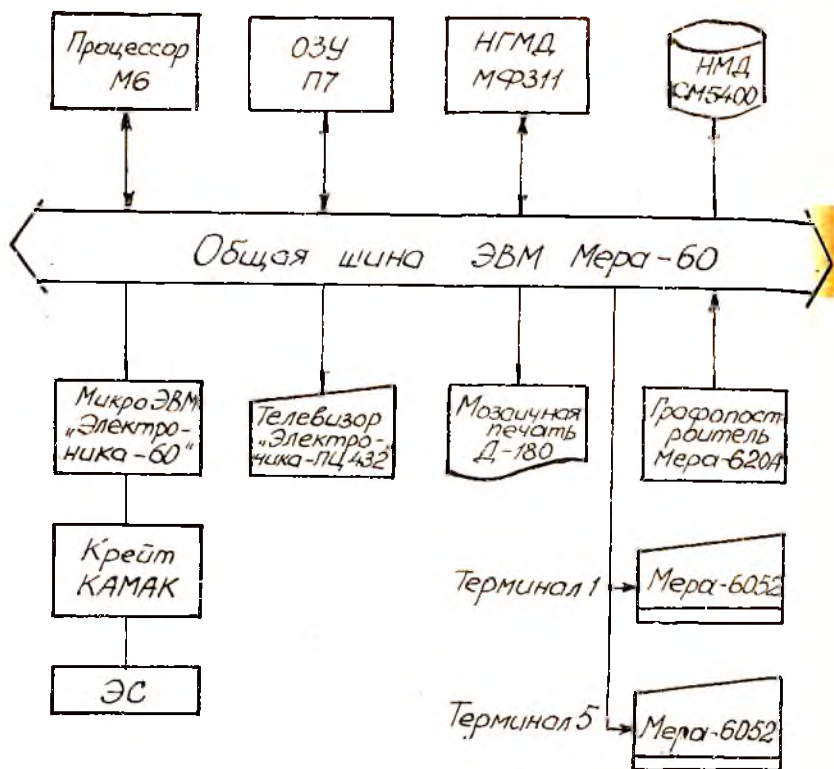 Процессор
М6
ОЗУ
П7
НГМД
МФ311
НМД
СМ5400
Общая шина ЭВМ Мера-60
МикроЭВМ
„Электро-
ника-60“
Телевизор
„Электро-
ника-ПЦ432
Мозаичная
печать
Д-180
Графопост-
роитель
Мера-620А
Крейт
КАМАК
Терминал 1
Мера-6052
ЭС
Терминал 5
Мера-6052